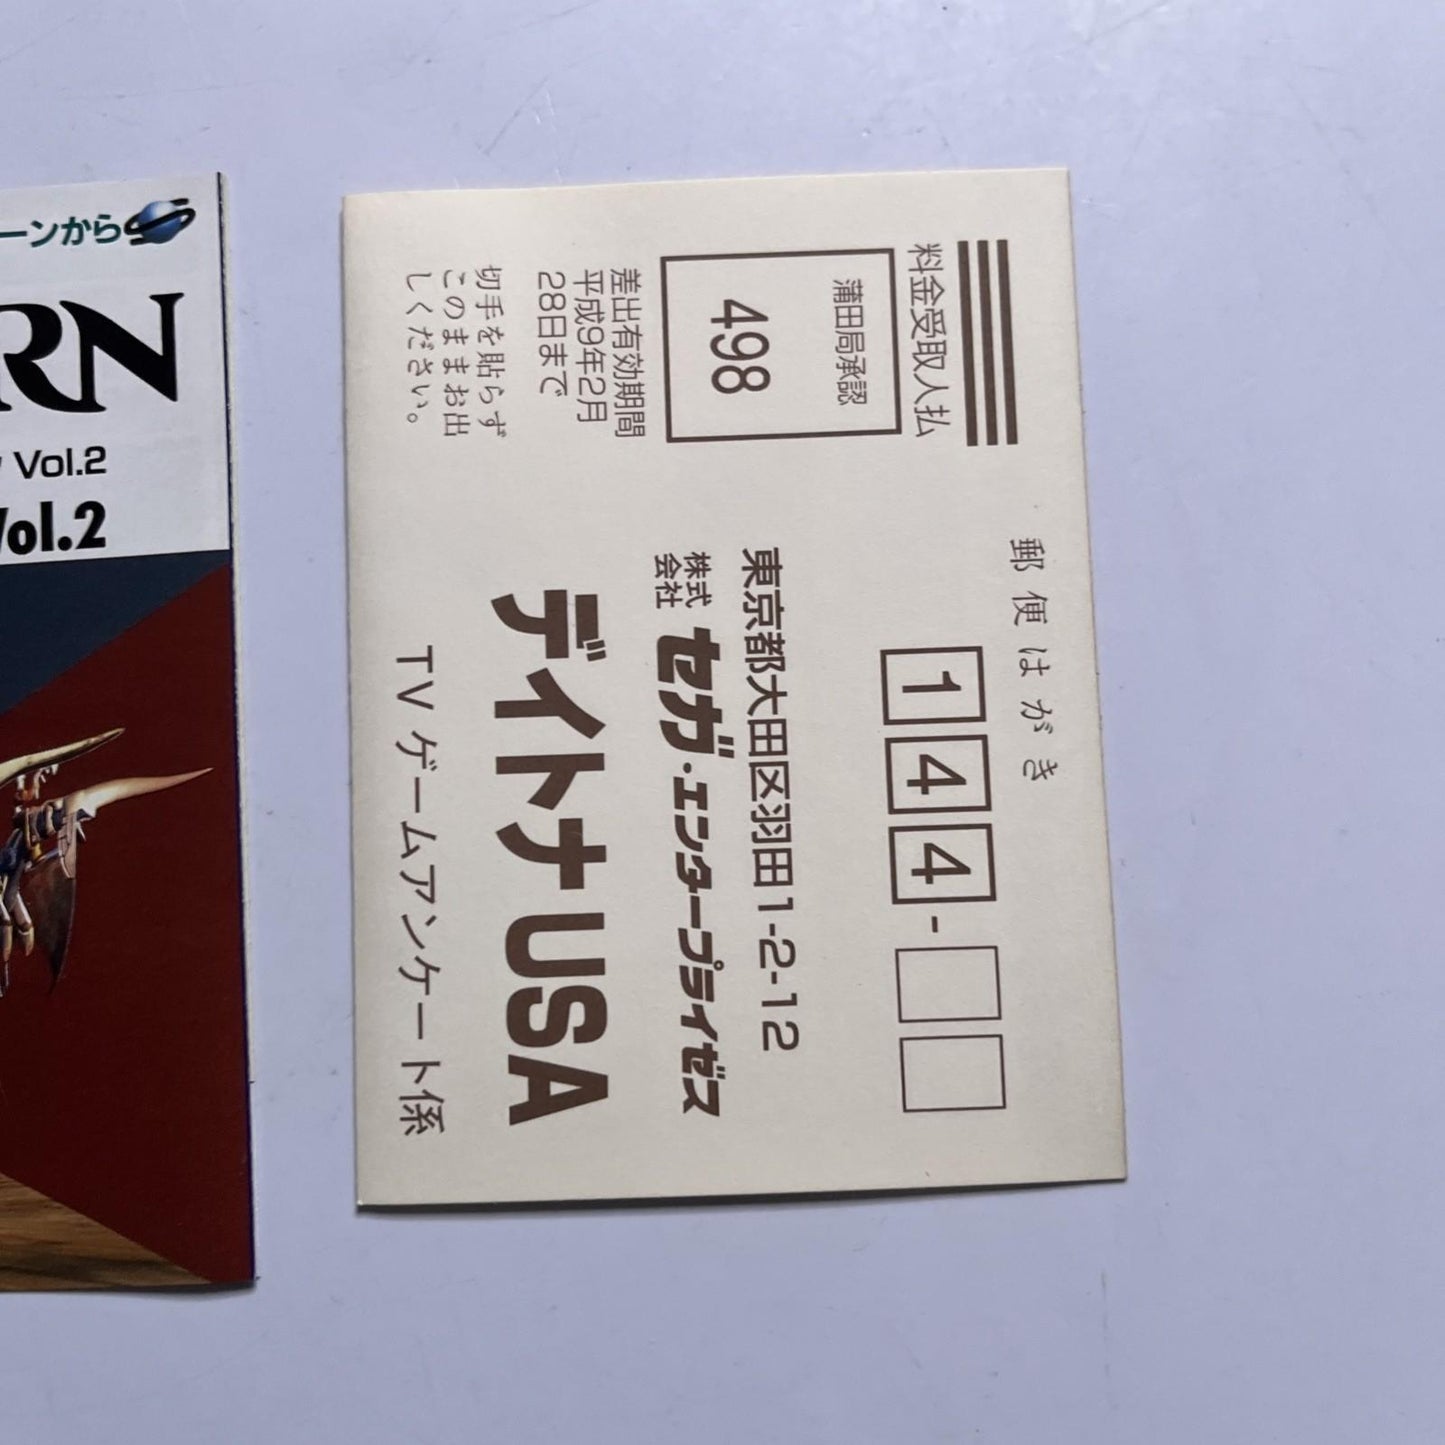 ーンから
RN
Vol.2
Vol.2
郵便はがき
144-
料金受取人払
蒲田局承認
498
差出有効期間
平成9年2月
28日まで
切手を貼らず
このままお出
しください。
東京都大田区羽田1-2-12
株式会社 セガ・エンタープライゼス
デイトナ USA
TV ゲームアンケート係